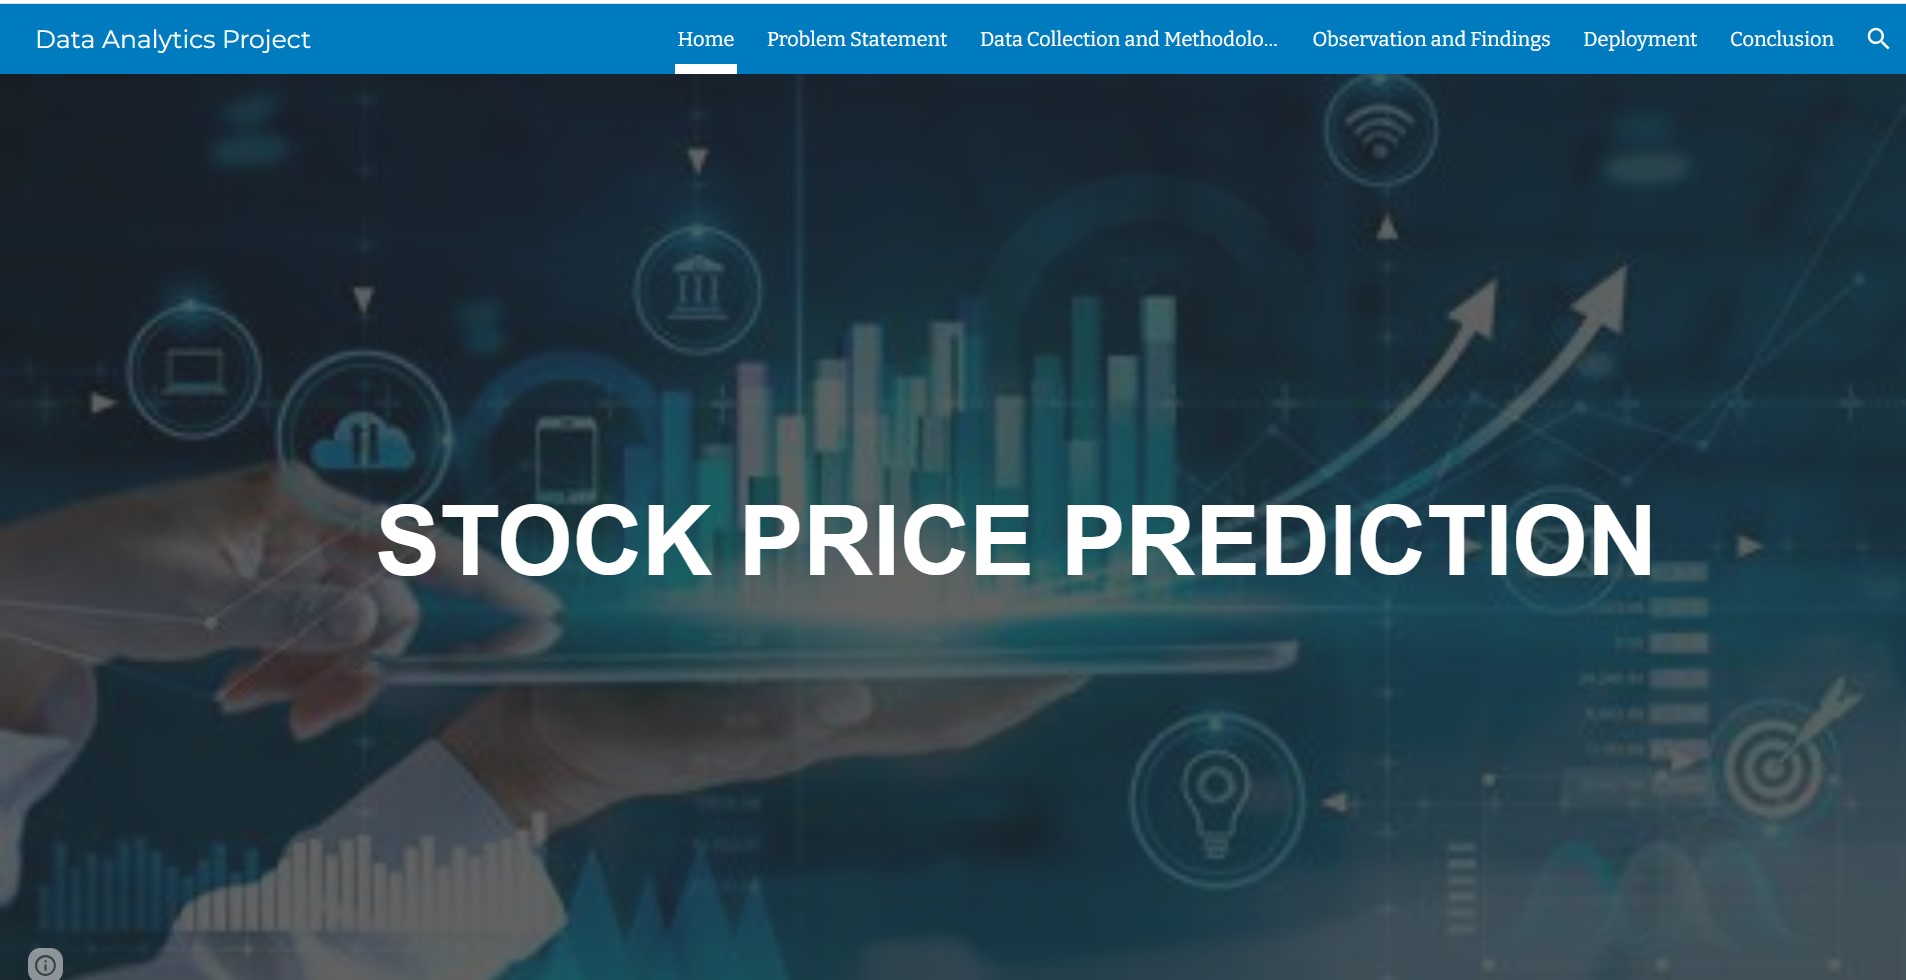 Data Analytics Project
Home
Problem Statement
Data Collection and Methodolo...
Observation and Findings
Deployment
Conclusion
STOCK PRICE PREDICTION